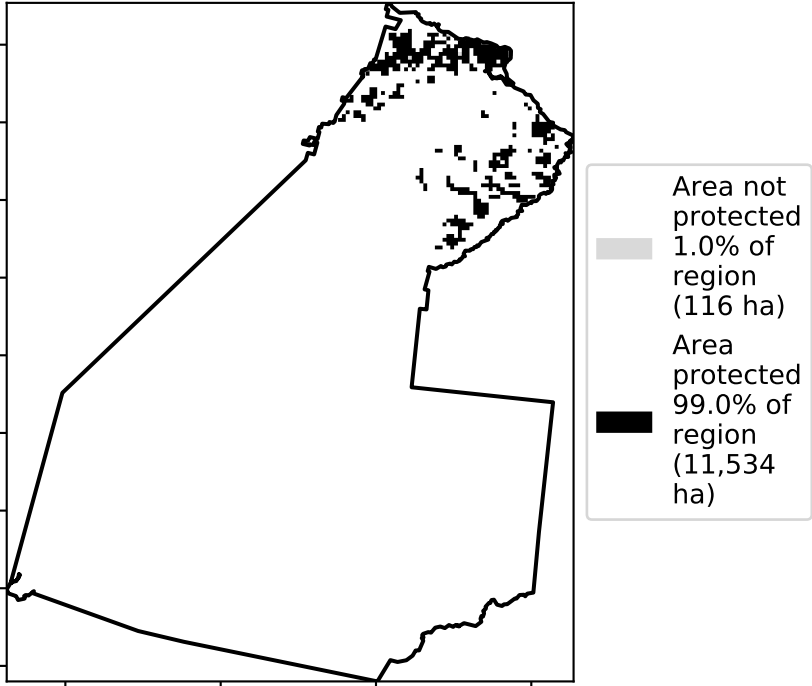 Area not
protected
1.0% of
region
(116 ha)
Area
protected
99.0% of
region
(11,534
ha)